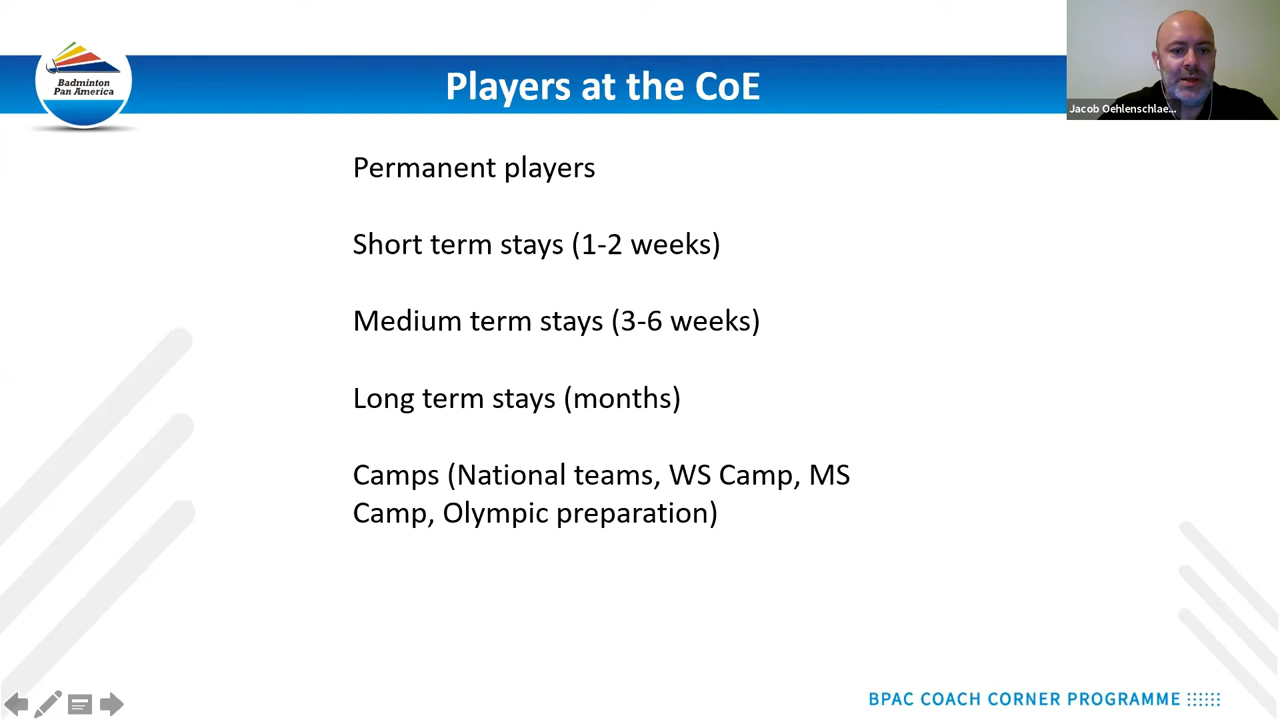 Badminton
Pan America
Players at the CoE
Jacob Oehlenschlae...
Permanent players
Short term stays (1-2 weeks)
Medium term stays (3-6 weeks)
Long term stays (months)
Camps (National teams, WS Camp, MS
Camp, Olympic preparation)
BPAC COACH CORNER PROGRAMME